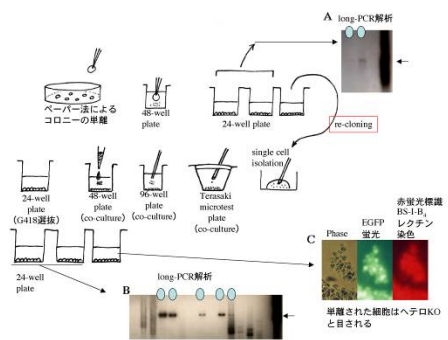 A
long-PCR解析
ペーパー法による
コロニーの単離
48-well
plate
24-well plate
re-cloning
single cell
isolation
24-well
plate
(G418選抜)
48-well
plate
(co-culture)
96-well
plate
(co-culture)
Terasaki
microtest
plate
(co-culture)
24-well
plate
B
long-PCR解析
C
Phase
EGFP
蛍光
赤蛍光標識
BS-I-B4
レクチン
染色
単離された細胞はヘテロKO
と目される